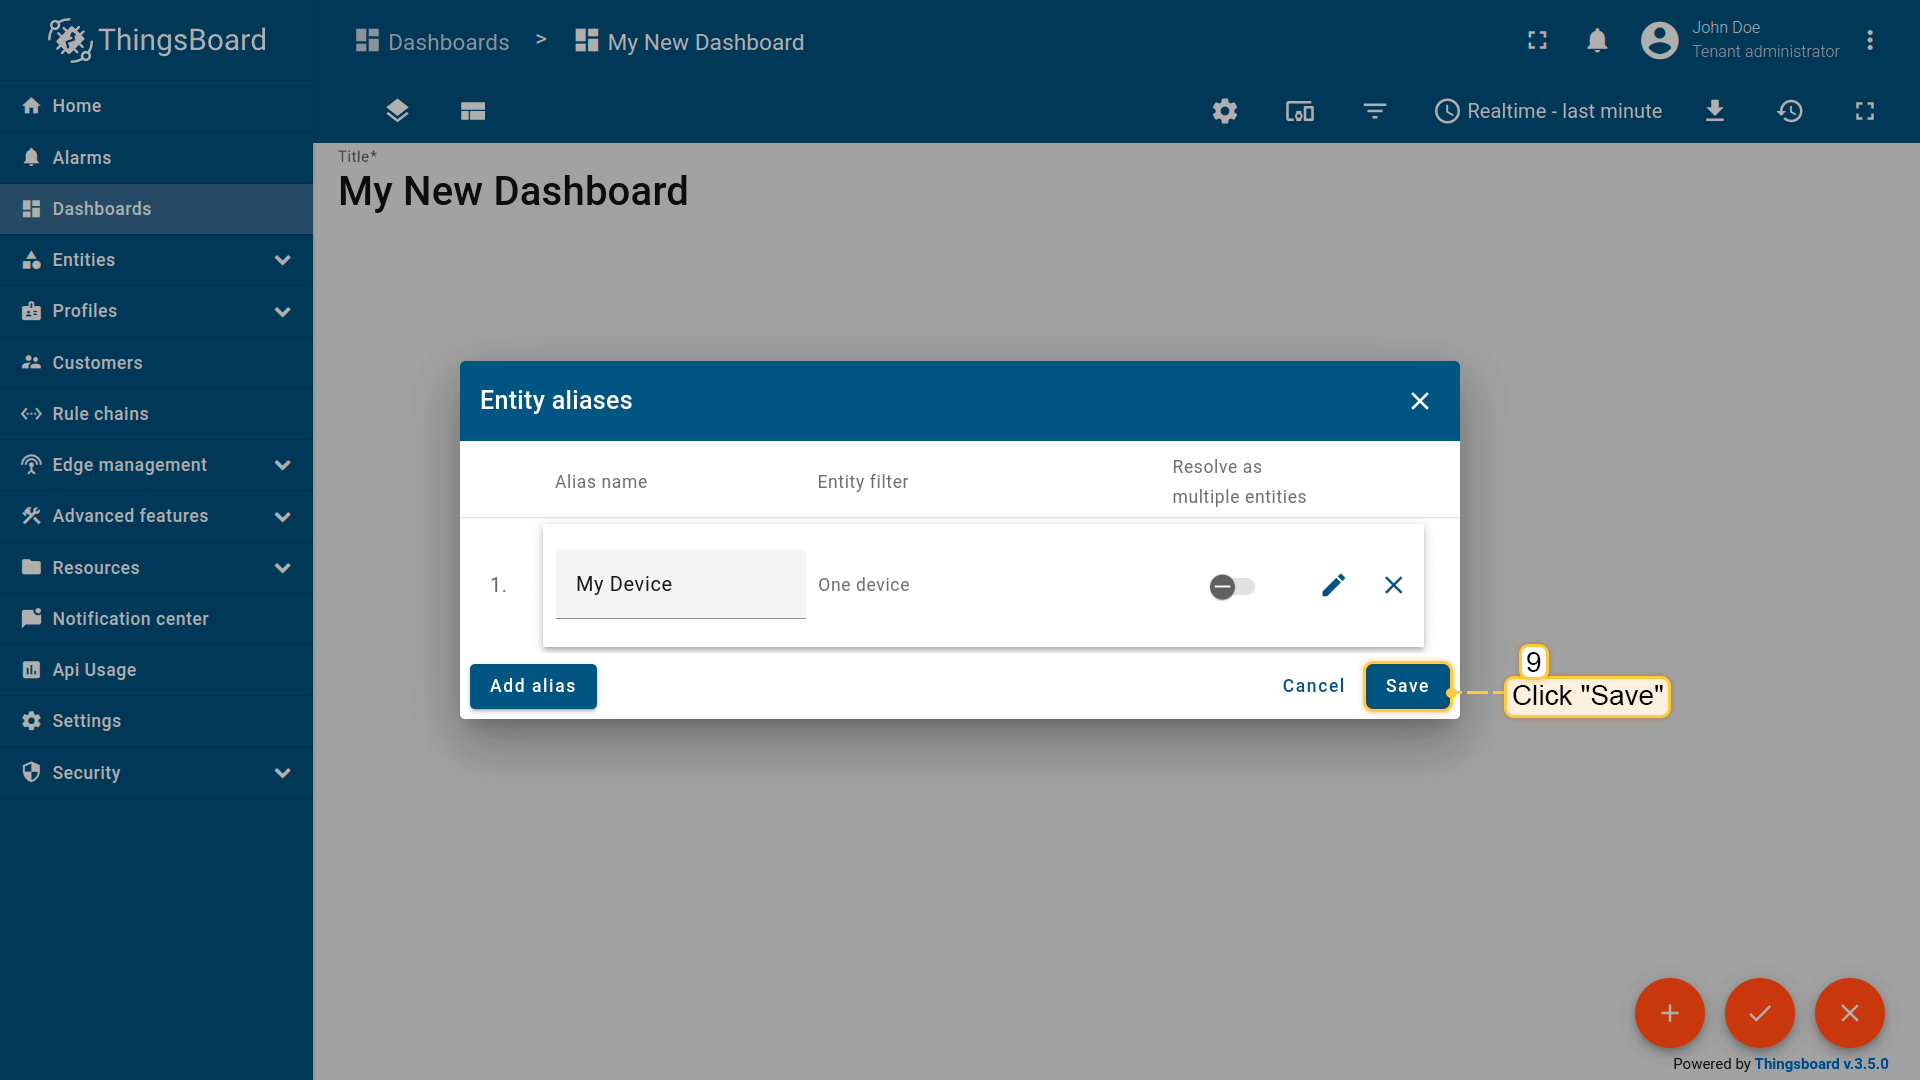 ThingsBoard
Dashboards > My New Dashboard
John Doe
Tenant administrator
Realtime - last minute
Home
Alarms
Dashboards
Entities
Profiles
Customers
Rule chains
Edge management
Advanced features
Resources
Notification center
Api Usage
Settings
Security
Title*
My New Dashboard
Entity aliases
Alias name
Entity filter
Resolve as
multiple entities
1.
My Device
One device
Add alias
Cancel
Save
9
Click "Save"
Powered by Thingsboard v.3.5.0